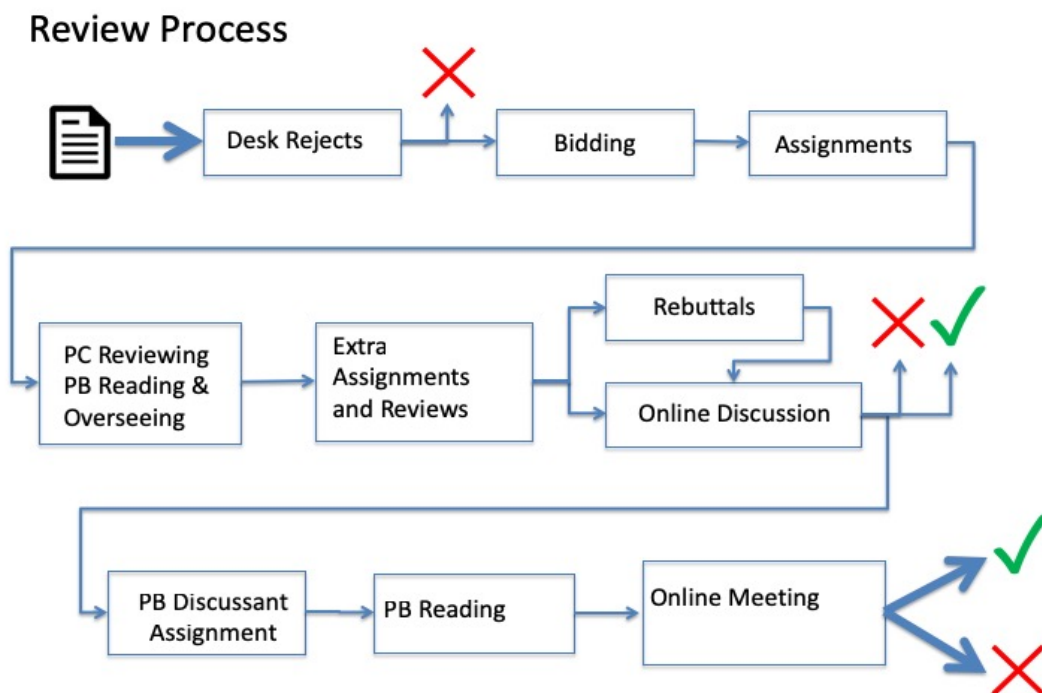 Review Process
Desk Rejects
Bidding
Assignments
PC Reviewing
PB Reading &
Overseeing
Extra
Assignments
and Reviews
Rebuttals
Online Discussion
PB Discussant
Assignment
PB Reading
Online Meeting